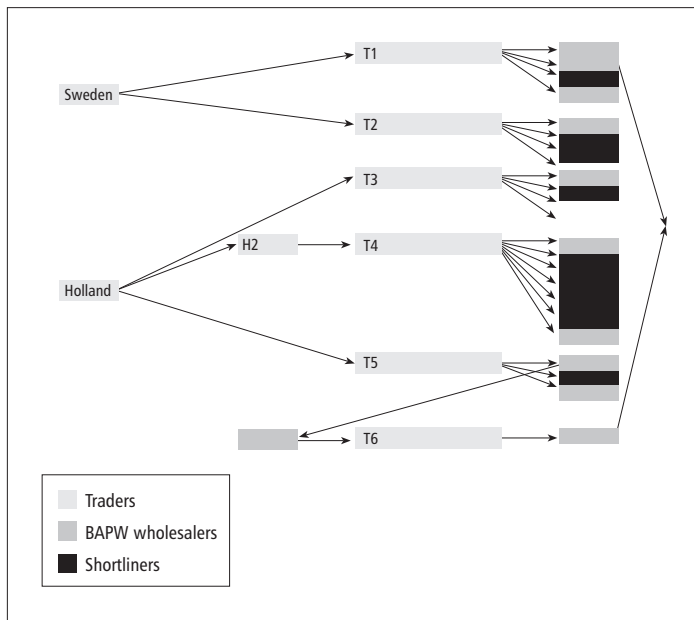 T1
Sweden
T2
T3
H2
T4
Holland
T5
T6
Traders
BAPW wholesalers
Shortliners